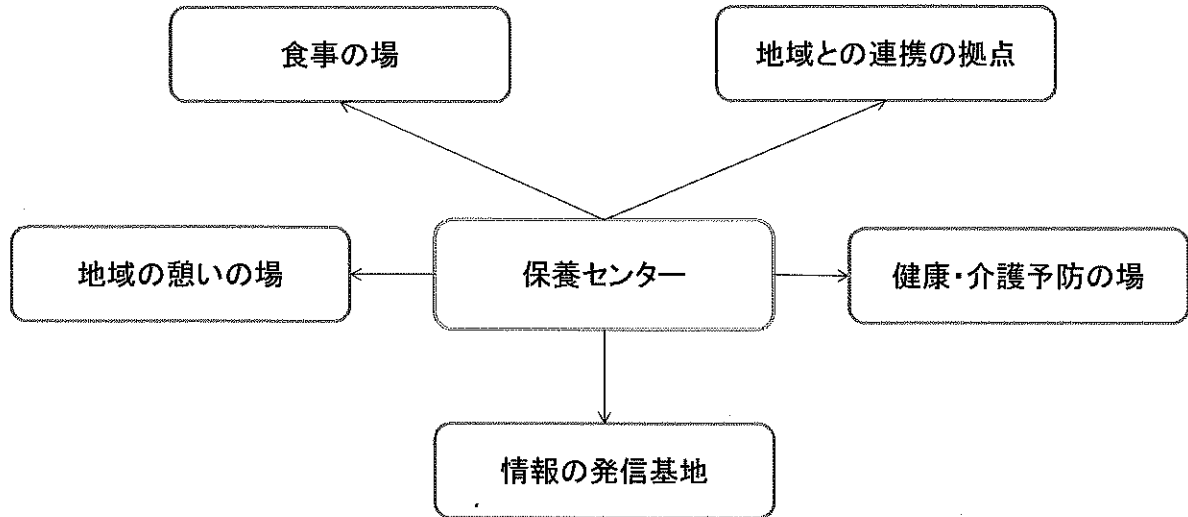 食事の場
地域との連携の拠点
地域の憩いの場
保養センター
健康・介護予防の場
情報の発信基地